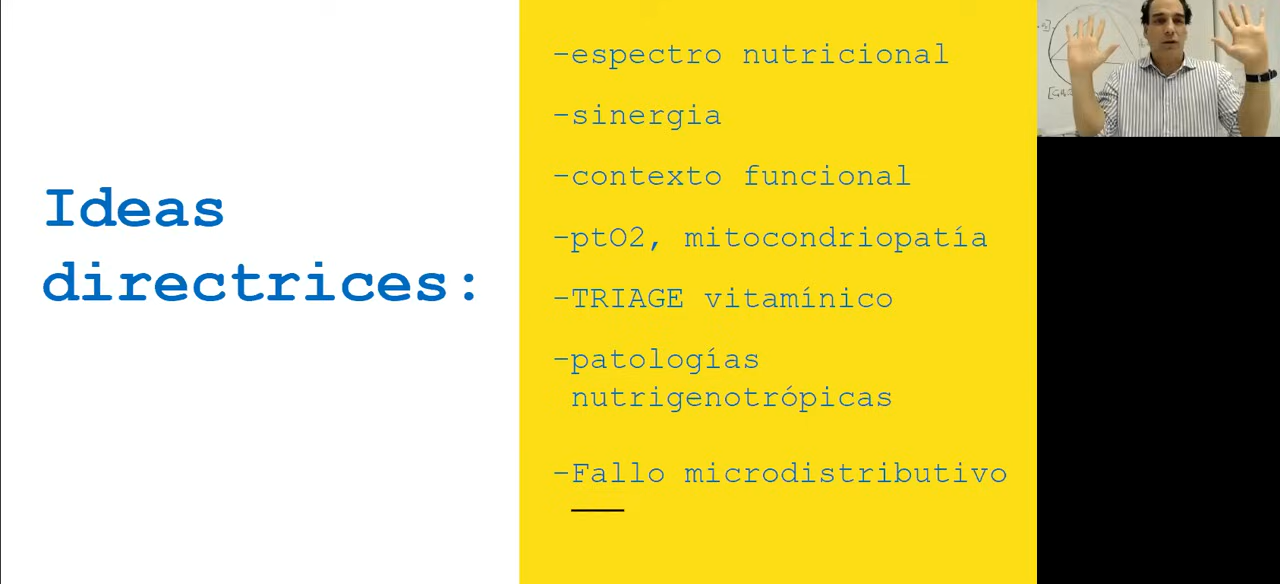 Ideas
directrices:
-espectro nutricional
-sinergia
-contexto funcional
-ptO2, mitocondriopatía
-TRIAGE vitamínico
-patologías
nutrigenotrópicas
-Fallo microdistributivo